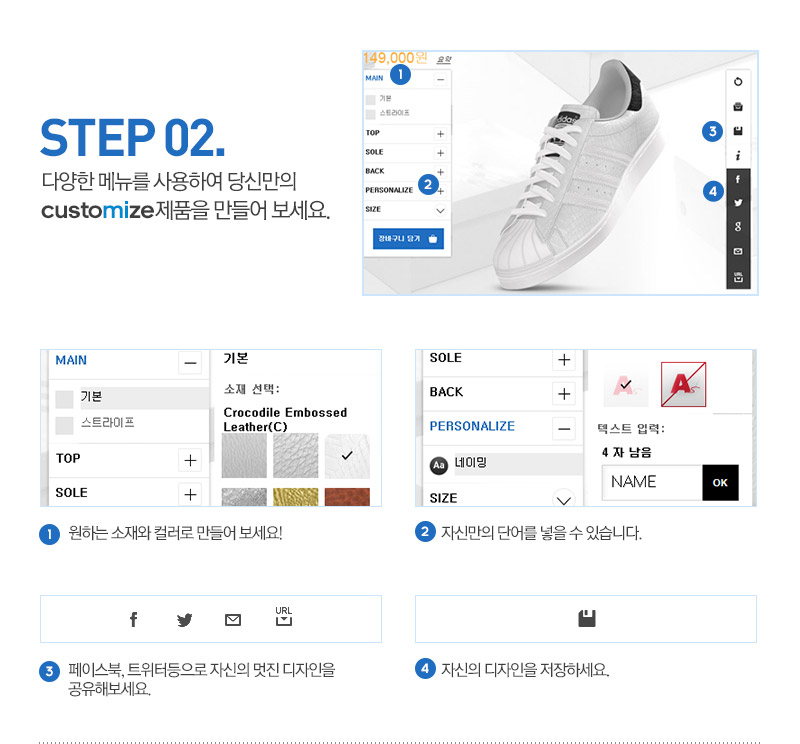 STEP 02.
다양한 메뉴를 사용하여 당신만의
customize제품을 만들어 보세요.
149,000원 요약
MAIN 1
기본
스트라이프
TOP
SOLE
BACK
PERSONALIZE 2
SIZE
장바구니 담기
adidas
3
i
4
f
g
URL
MAIN
기본
스트라이프
TOP
SOLE
기본
소재 선택:
Crocodile Embossed
Leather(C)
SOLE
BACK
PERSONALIZE
Aa 네이밍
SIZE
텍스트 입력:
4 자 남음
NAME OK
1 원하는 소재와 컬러로 만들어 보세요!
2 자신만의 단어를 넣을 수 있습니다.
f URL
3 페이스북, 트위터등으로 자신의 멋진 디자인을
공유해보세요.
4 자신의 디자인을 저장하세요.